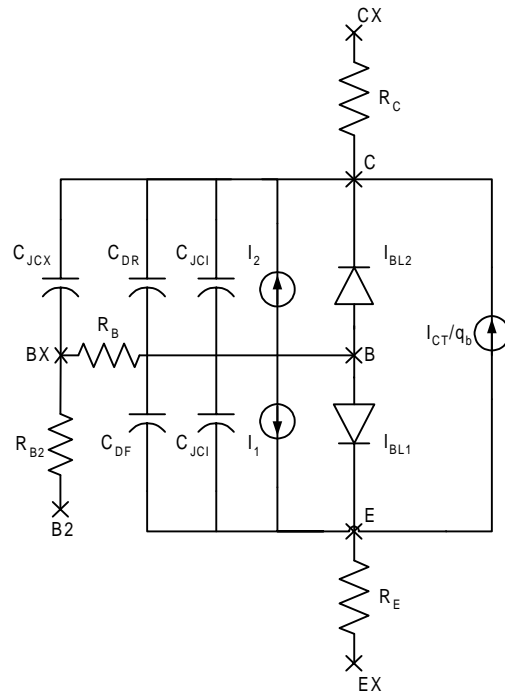 CX
R_C
C
C_JCX
C_DR
C_JCI
I_2
I_BL2
R_B
I_CT/q_b
BX
B
R_B2
C_DF
C_JCI
I_1
I_BL1
B2
E
R_E
EX